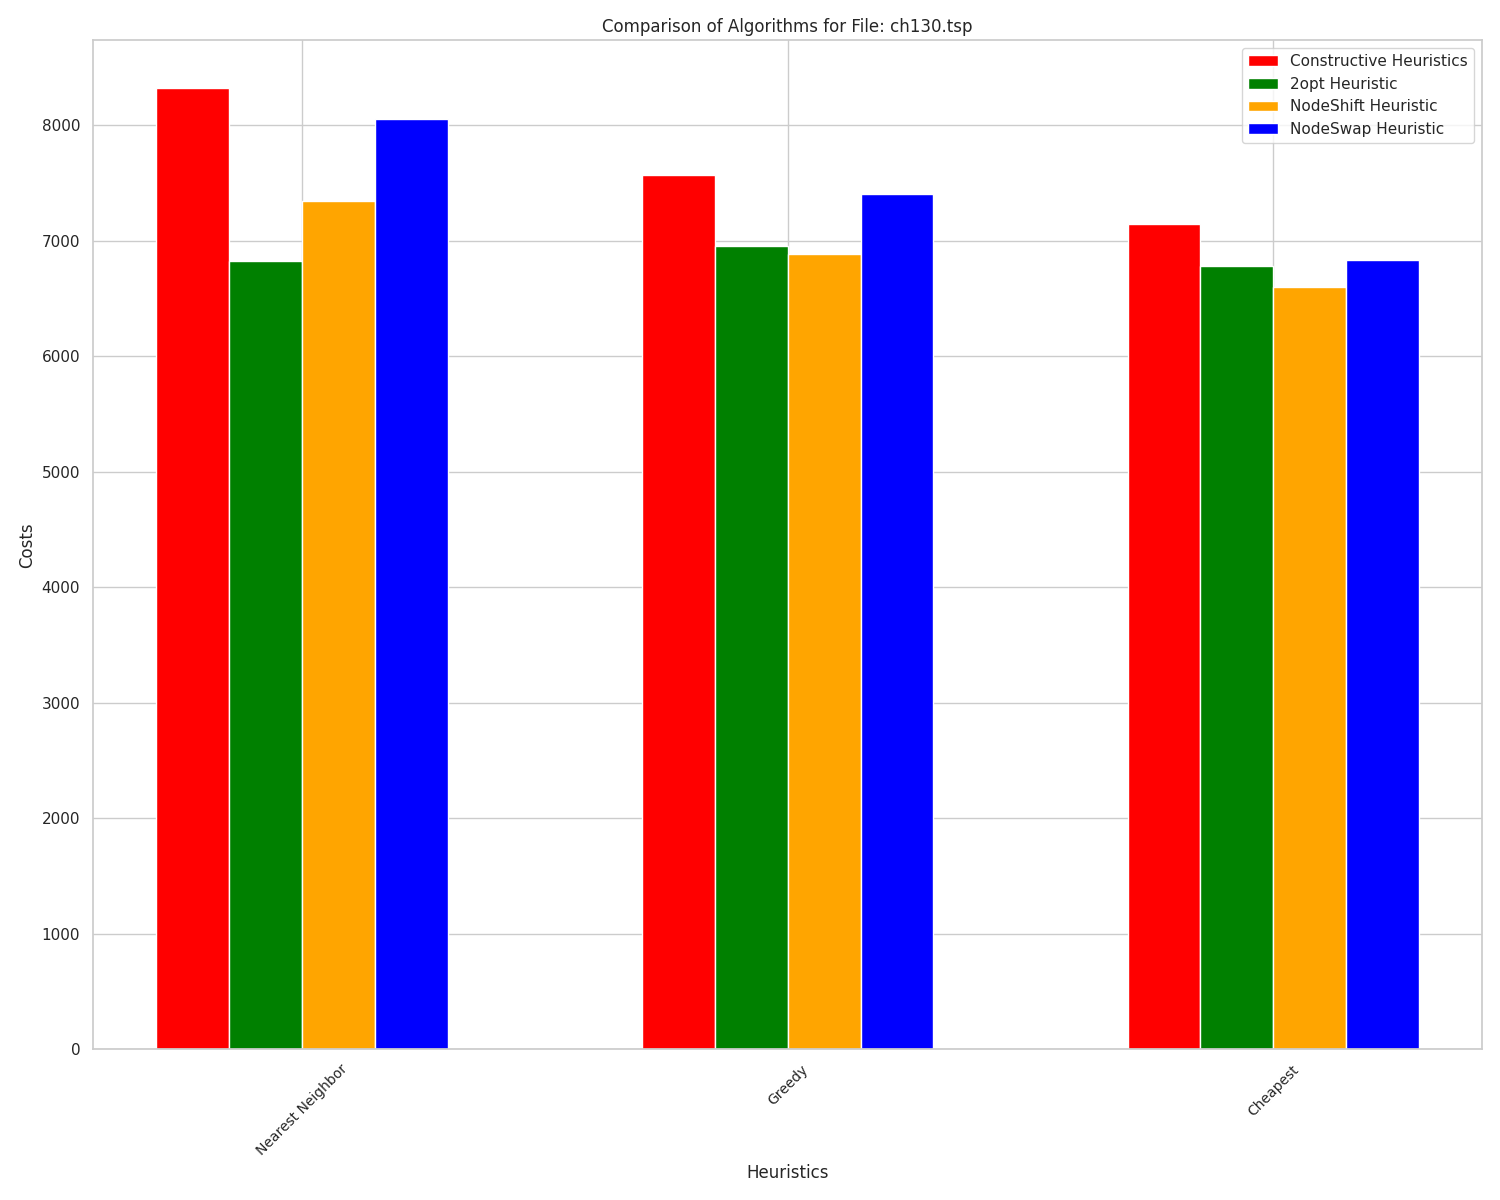 Comparison of Algorithms for File: ch130.tsp
Constructive Heuristics
2opt Heuristic
NodeShift Heuristic
NodeSwap Heuristic
8000
7000
6000
5000
4000
3000
2000
1000
0
Costs
Nearest Neighbor
Greedy
Cheapest
Heuristics